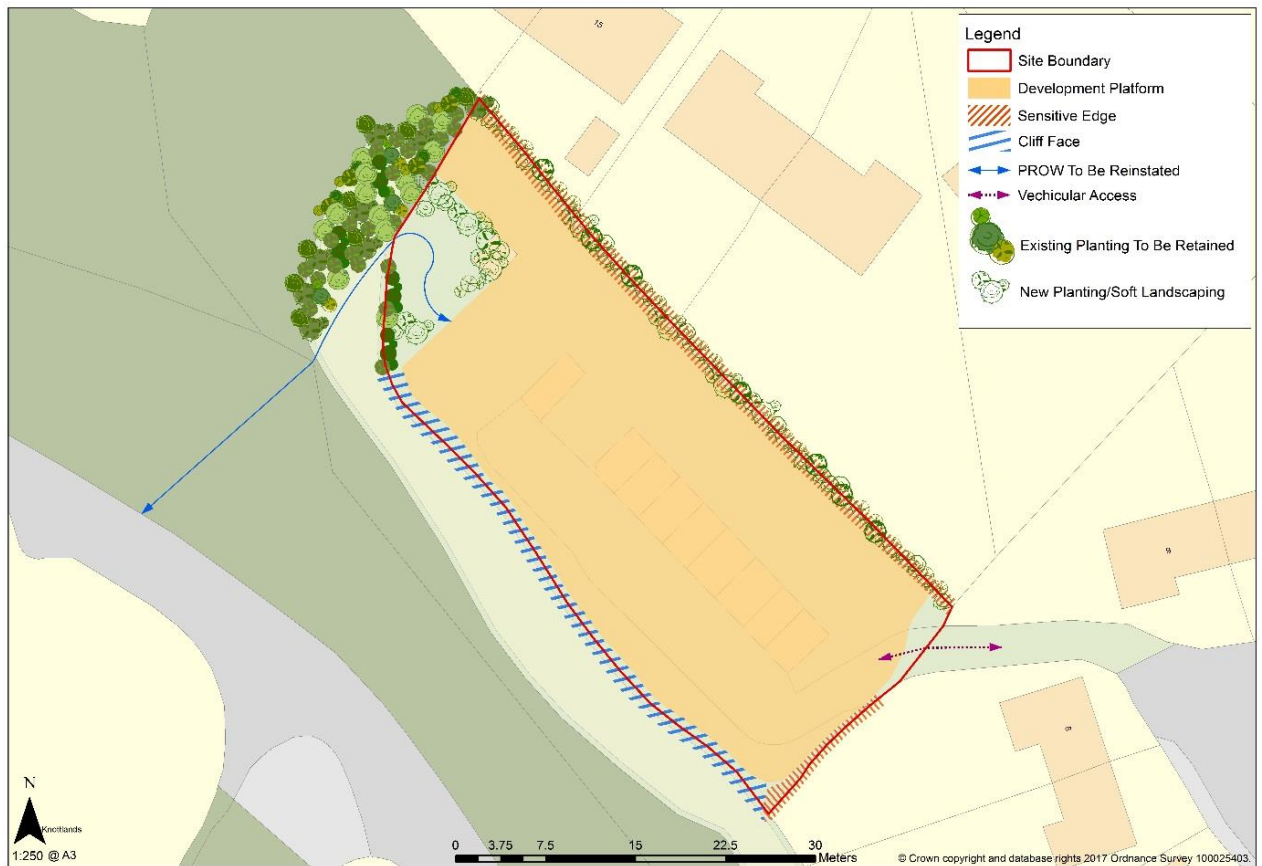 15
Legend
Site Boundary
Development Platform
Sensitive Edge
Cliff Face
PROW To Be Reinstated
Vechicular Access
Existing Planting To Be Retained
New Planting/Soft Landscaping
N
Knottlands
1:250 @ A3
0 3.75 7.5 15 22.5 30
Meters
© Crown copyright and database rights 2017 Ordnance Survey 100025403.